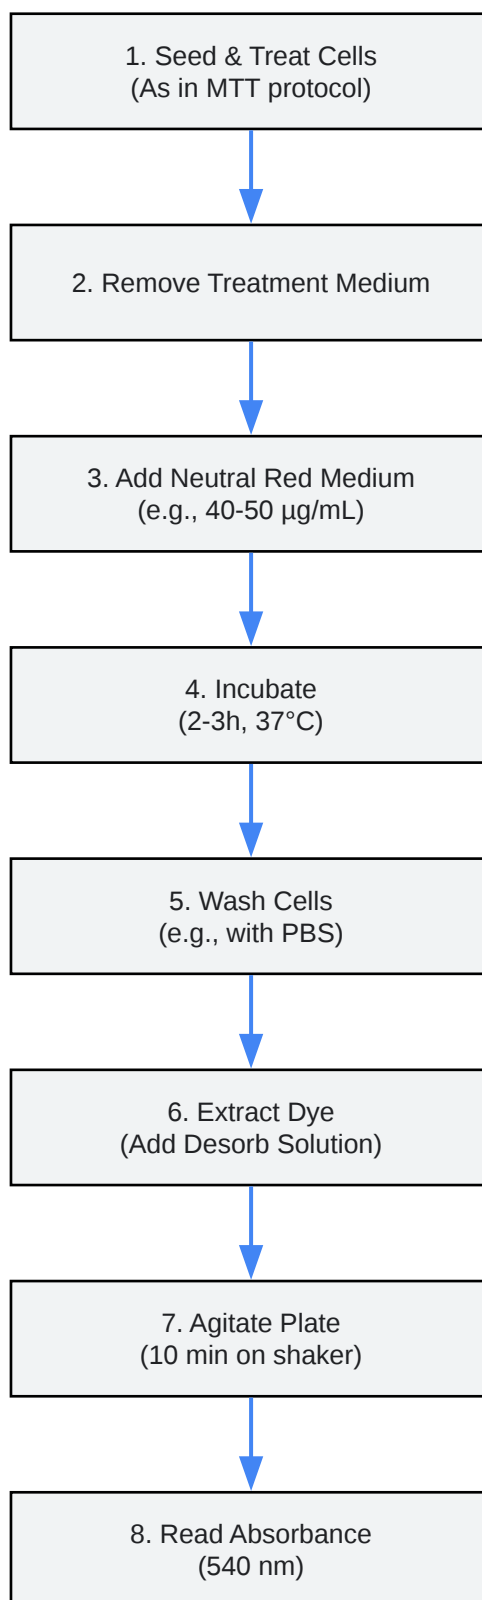 1. Seed & Treat Cells
(As in MTT protocol)
2. Remove Treatment Medium
3. Add Neutral Red Medium
(e.g., 40-50 µg/mL)
4. Incubate
(2-3h, 37°C)
5. Wash Cells
(e.g., with PBS)
6. Extract Dye
(Add Desorb Solution)
7. Agitate Plate
(10 min on shaker)
8. Read Absorbance
(540 nm)